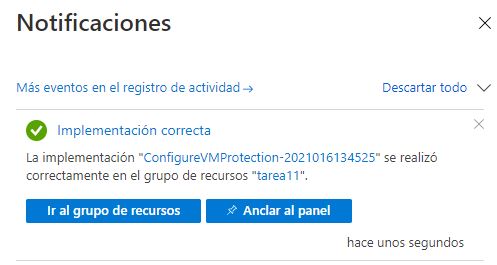 Notificaciones
Más eventos en el registro de actividad → Descartar todo
Implementación correcta
La implementación "ConfigureVMProtection-2021016134525" se realizó
correctamente en el grupo de recursos "tarea11".
Ir al grupo de recursos Anclar al panel
hace unos segundos